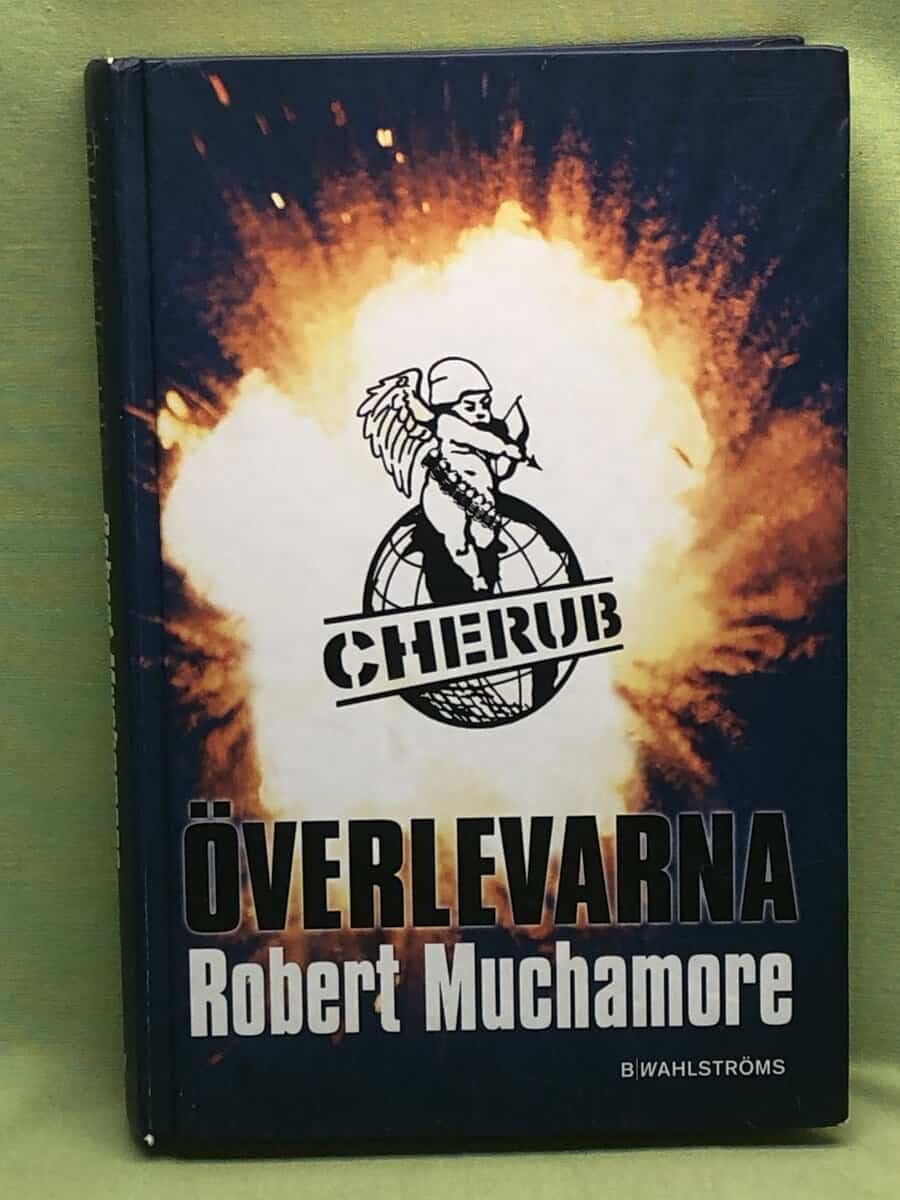 CHERUB
ÖVERLEVARNA
Robert Muchamore
B|WAHLSTRÖMS